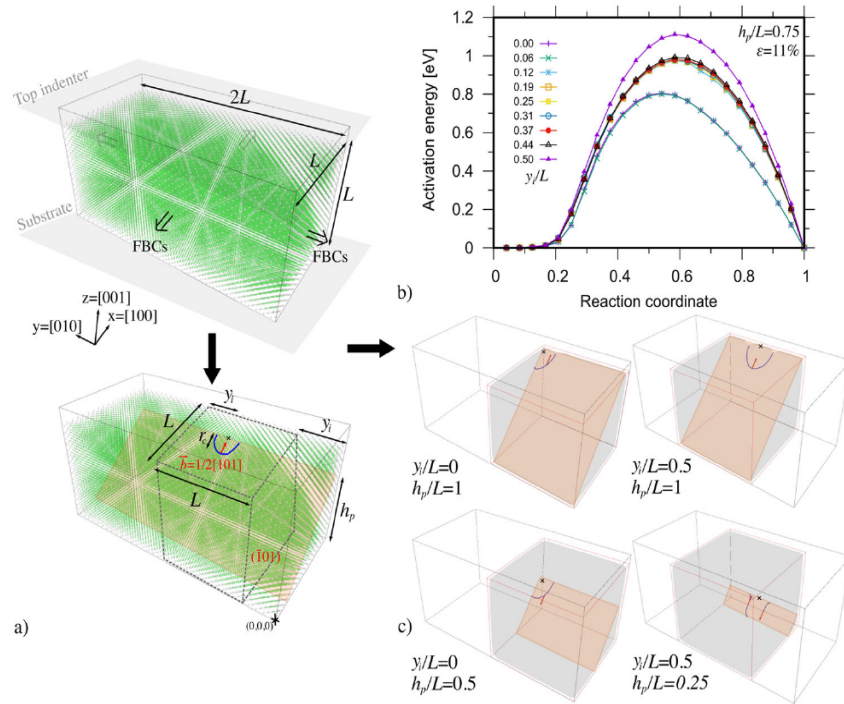 Top indenter
2L
L
L
Substrate
FBCs
FBCs
z=[001]
y=[010]
x=[100]
y_i
y_i
L
r_c
b=1/2[101]
L
h_p
(1̄01)
(0,0,0)
a)
Activation energy [eV]
1.2
1
0.8
0.6
0.4
0.2
0
h_p/L=0.75
ε=11%
0.00
0.06
0.12
0.19
0.25
0.31
0.37
0.44
0.50
y_i/L
0 0.2 0.4 0.6 0.8 1
Reaction coordinate
b)
y_i/L=0
h_p/L=1
y_i/L=0.5
h_p/L=1
y_i/L=0
h_p/L=0.5
y_i/L=0.5
h_p/L=0.25
c)